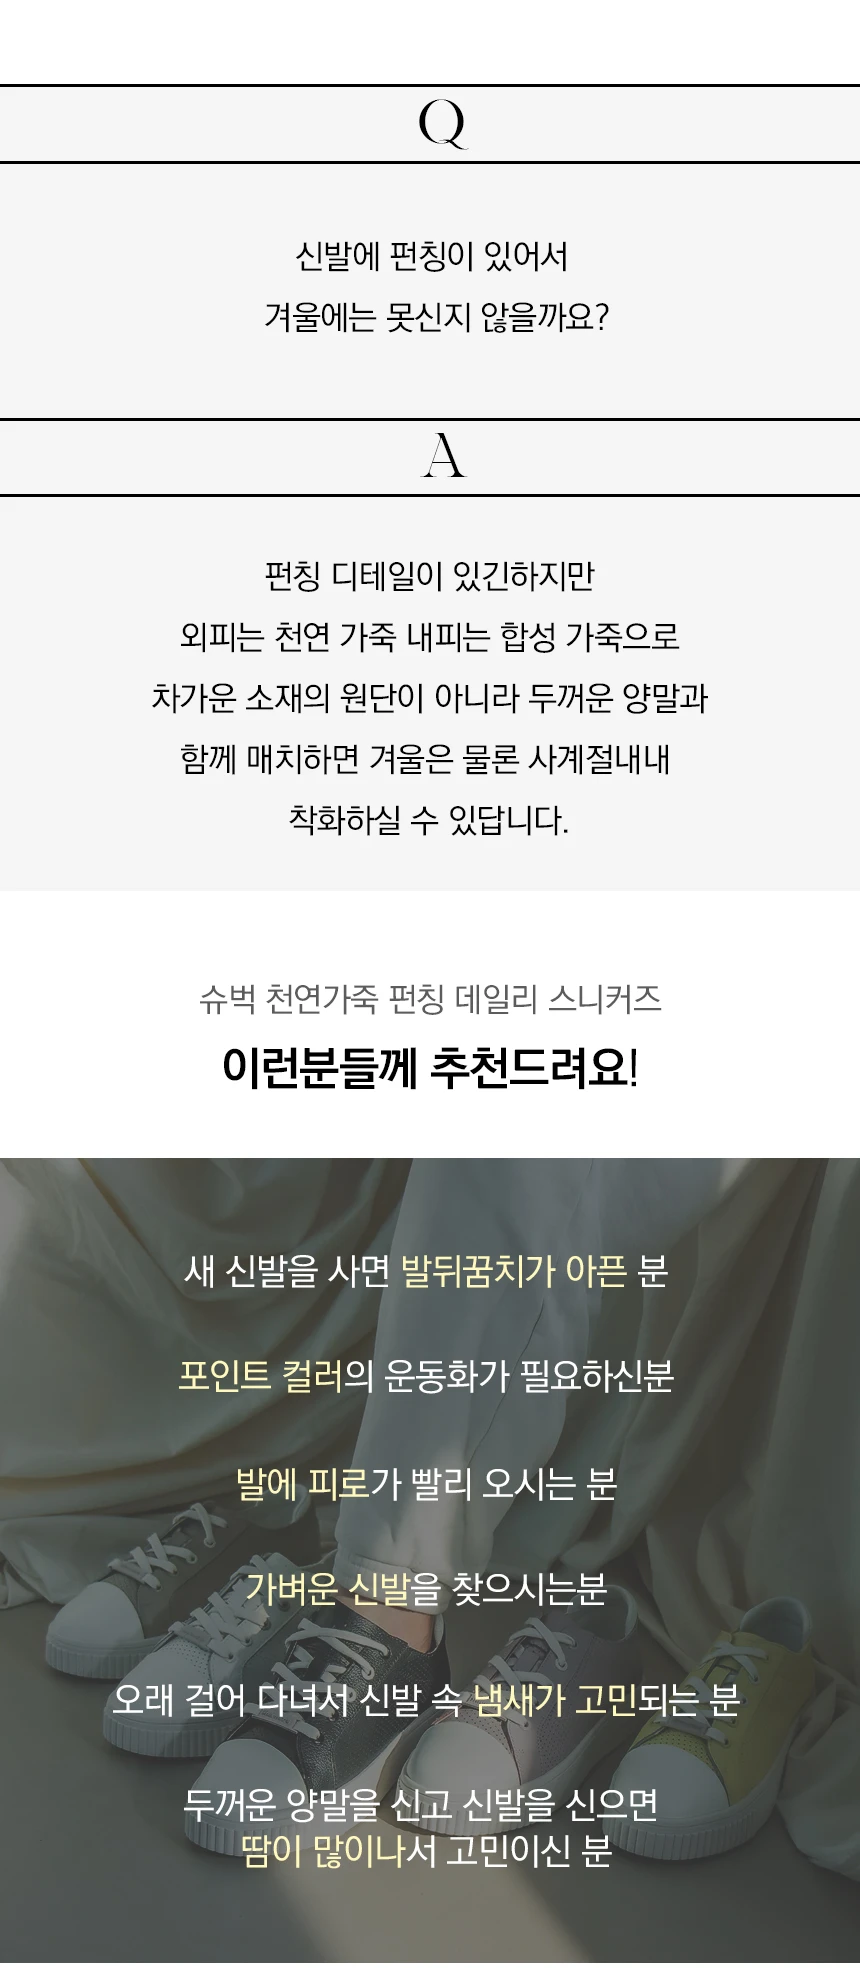 Q
신발에 펀칭이 있어서
겨울에는 못신지 않을까요?
A
펀칭 디테일이 있긴하지만
외피는 천연 가죽 내피는 합성 가죽으로
차가운 소재의 원단이 아니라 두꺼운 양말과
함께 매치하면 겨울은 물론 사계절내내
착화하실 수 있답니다.
슈벅 천연가죽 펀칭 데일리 스니커즈
이런분들께 추천드려요!
새 신발을 사면 발뒤꿈치가 아픈 분
포인트 컬러의 운동화가 필요하신분
발에 피로가 빨리 오시는 분
가벼운 신발을 찾으시는분
오래 걸어 다녀서 신발 속 냄새가 고민되는 분
두꺼운 양말을 신고 신발을 신으면
땀이 많이나서 고민이신 분